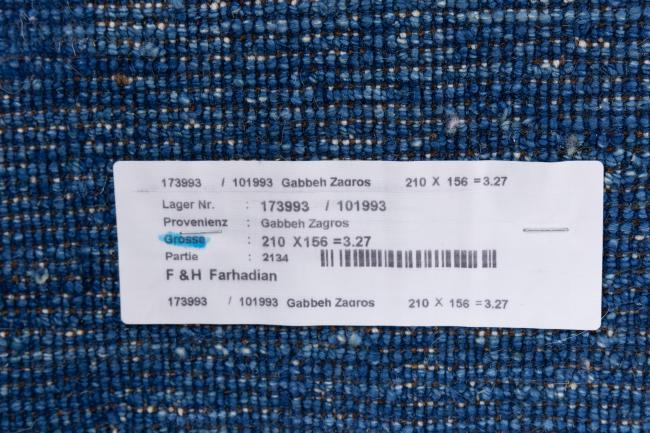 173993 / 101993 Gabbeh Zagros 210 X 156 =3.27
Lager Nr. : 173993 / 101993
Provenienz : Gabbeh Zagros
Grösse : 210 X156 =3.27
Partie : 2134
F &H Farhadian
173993 / 101993 Gabbeh Zagros 210 X 156 =3.27